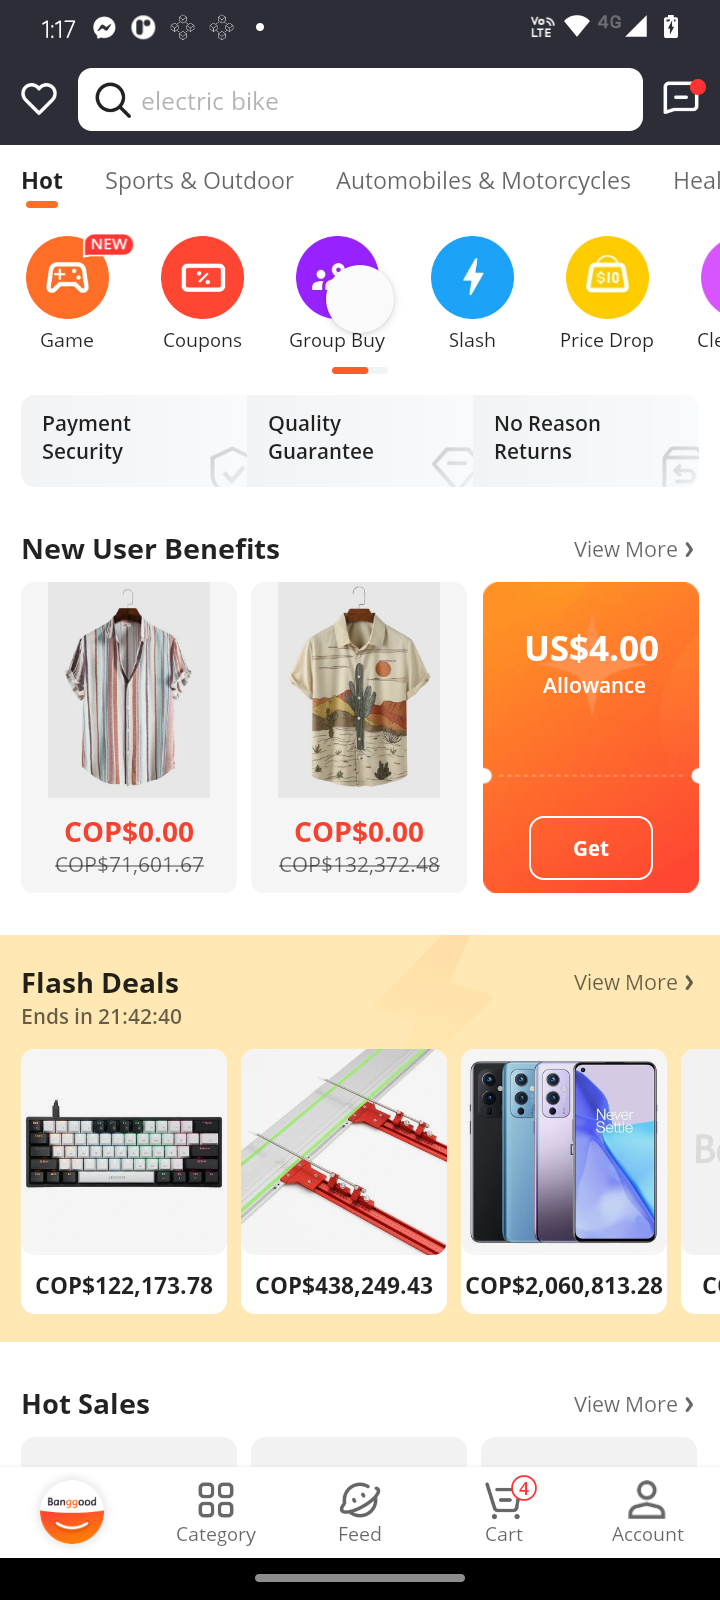 1:17
Vo LTE
4G
electric bike
Hot
Sports & Outdoor
Automobiles & Motorcycles
Heal
NEW
$10
Game
Coupons
Group Buy
Slash
Price Drop
Cle
Payment Security
Quality Guarantee
No Reason Returns
New User Benefits
View More
COP$0.00
COP$71,601.67
COP$0.00
COP$132,372.48
US$4.00
Allowance
Get
Flash Deals
View More
Ends in 21:42:40
Never
Settle
COP$122,173.78
COP$438,249.43
COP$2,060,813.28
Hot Sales
View More
Banggood
Category
Feed
4
Cart
Account